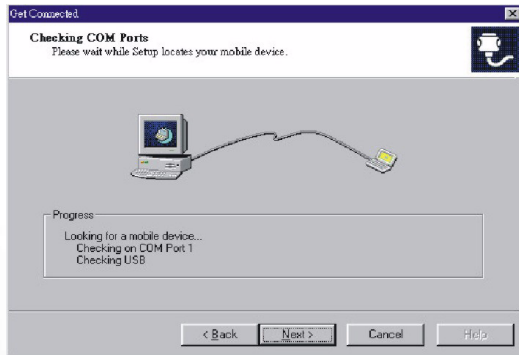 Get Connected
Checking COM Ports
Please wait while Setup locates your mobile device.
Progress
Looking for a mobile device...
Checking on COM Port 1
Checking USB
< Back
Next >
Cancel
Help